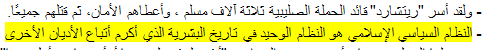 - ولقد أسر "ريتشارد" قائد الحملة الصليبية ثلاثة آلاف مسلم ، وأعطاهم الأمان، ثم قتلهم جميعًا.
- النظام السياسي الإسلامي هو النظام الوحيد في تاريخ البشرية الذي أكرم أتباع الأديان الأخرى